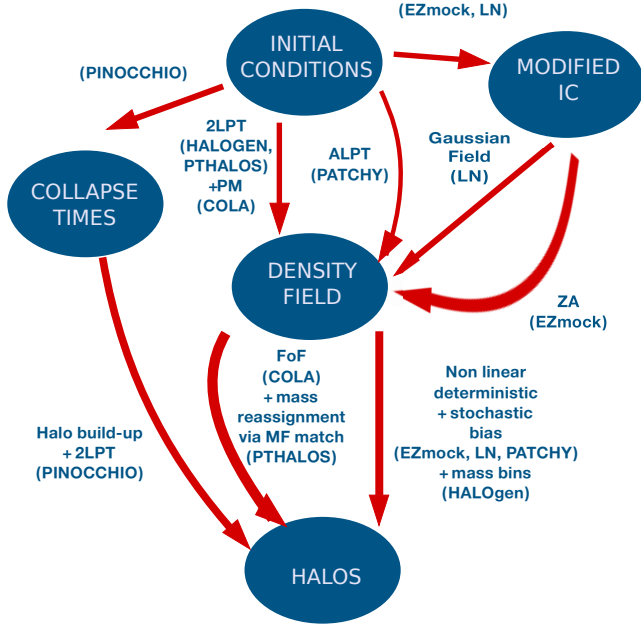 (EZmock, LN)
INITIAL
CONDITIONS
MODIFIED
IC
(PINOCCHIO)
2LPT
(HALOGEN,
PTHALOS)
+PM
(COLA)
ALPT
(PATCHY)
Gaussian
Field
(LN)
COLLAPSE
TIMES
DENSITY
FIELD
ZA
(EZmock)
FoF
(COLA)
+ mass
reassignment
via MF match
(PTHALOS)
Non linear
deterministic
+ stochastic
bias
(EZmock, LN, PATCHY)
+ mass bins
(HALOgen)
Halo build-up
+ 2LPT
(PINOCCHIO)
HALOS